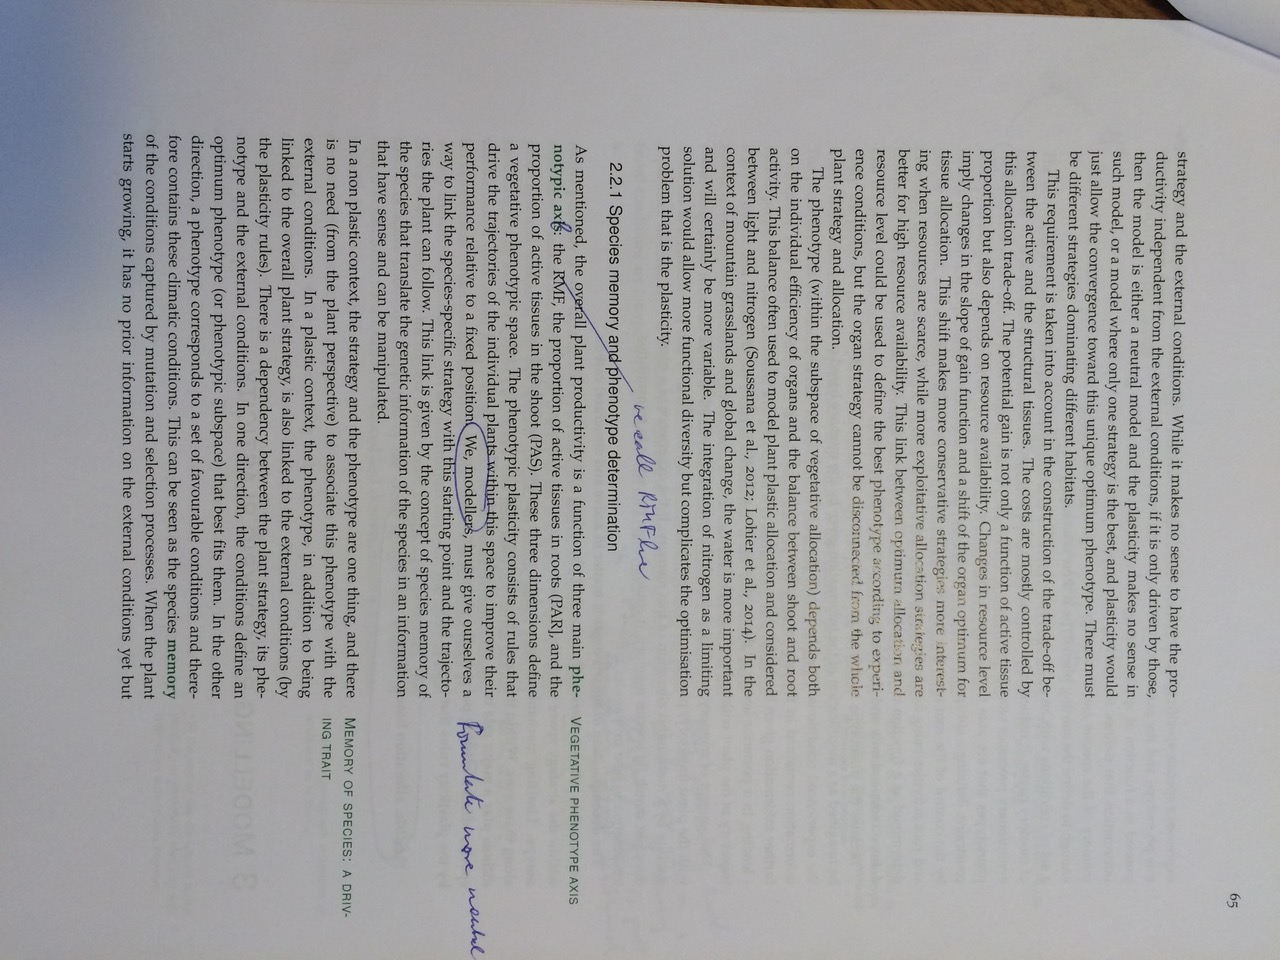 65
strategy and the external conditions. While it makes no sense to have the pro-
ductivity independent from the external conditions, if it is only driven by those,
then the model is either a neutral model and the plasticity makes no sense in
such model, or a model where only one strategy is the best, and plasticity would
just allow the convergence toward this unique optimum phenotype. There must
be different strategies dominating different habitats.
This requirement is taken into account in the construction of the trade-off be-
tween the active and the structural tissues. The costs are mostly controlled by
this allocation trade-off. The potential gain is not only a function of active tissue
proportion but also depends on resource availability. Changes in resource level
imply changes in the slope of gain function and a shift of the organ optimum for
tissue allocation. This shift makes more conservative strategies more interest-
ing when resources are scarce, while more exploitative allocation strategies are
better for high resource availability. This link between optimum allocation and
resource level could be used to define the best phenotype according to experi-
ence conditions, but the organ strategy cannot be disconnected from the whole
plant strategy and allocation.
The phenotype (within the subspace of vegetative allocation) depends both
on the individual efficiency of organs and the balance between shoot and root
activity. This balance often used to model plant plastic allocation and considered
between light and nitrogen (Soussana et al., 2012; Lohier et al., 2014). In the
context of mountain grasslands and global change, the water is more important
and will certainly be more variable. The integration of nitrogen as a limiting
solution would allow more functional diversity but complicates the optimisation
problem that is the plasticity.
recall RMF
2.2.1 Species memory and phenotype determination
As mentioned, the overall plant productivity is a function of three main phe-
VEGETATIVE PHENOTYPE AXIS
notypic axes: the RMF, the proportion of active tissues in roots (PAR], and the
proportion of active tissues in the shoot (PAS). These three dimensions define
a vegetative phenotypic space. The phenotypic plasticity consists of rules that
drive the trajectories of the individual plants within this space to improve their
performance relative to a fixed position. We, modellers, must give ourselves a
Formulate more neutral
way to link the species-specific strategy with this starting point and the trajecto-
ries the plant can follow. This link is given by the concept of species memory of
the species that translate the genetic information of the species in an information
that have sense and can be manipulated.
In a non plastic context, the strategy and the phenotype are one thing, and there
MEMORY OF SPECIES: A DRIV-
ING TRAIT
is no need (from the plant perspective) to associate this phenotype with the
external conditions. In a plastic context, the phenotype, in addition to being
linked to the overall plant strategy, is also linked to the external conditions (by
the plasticity rules). There is a dependency between the plant strategy, its phe-
notype and the external conditions. In one direction, the conditions define an
optimum phenotype (or phenotypic subspace) that best fits them. In the other
direction, a phenotype corresponds to a set of favourable conditions and there-
fore contains these climatic conditions. This can be seen as the species memory
of the conditions captured by mutation and selection processes. When the plant
starts growing, it has no prior information on the external conditions yet but